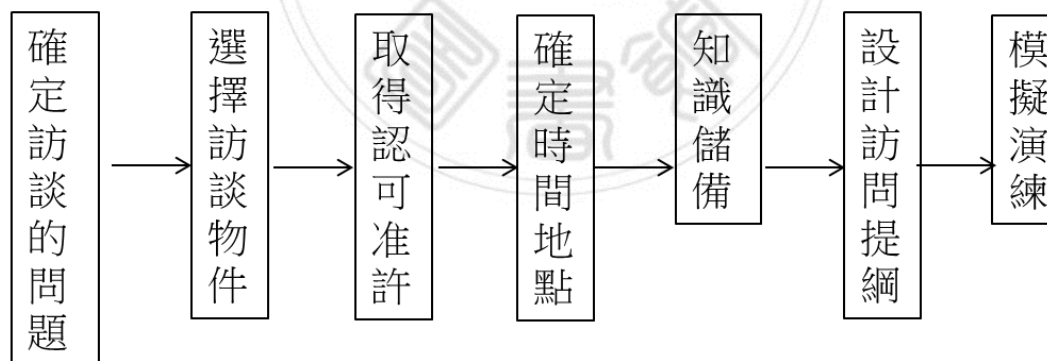 確定訪談的問題
選擇訪談物件
取得認可准許
確定時間地點
知識儲備
設計訪問提綱
模擬演練